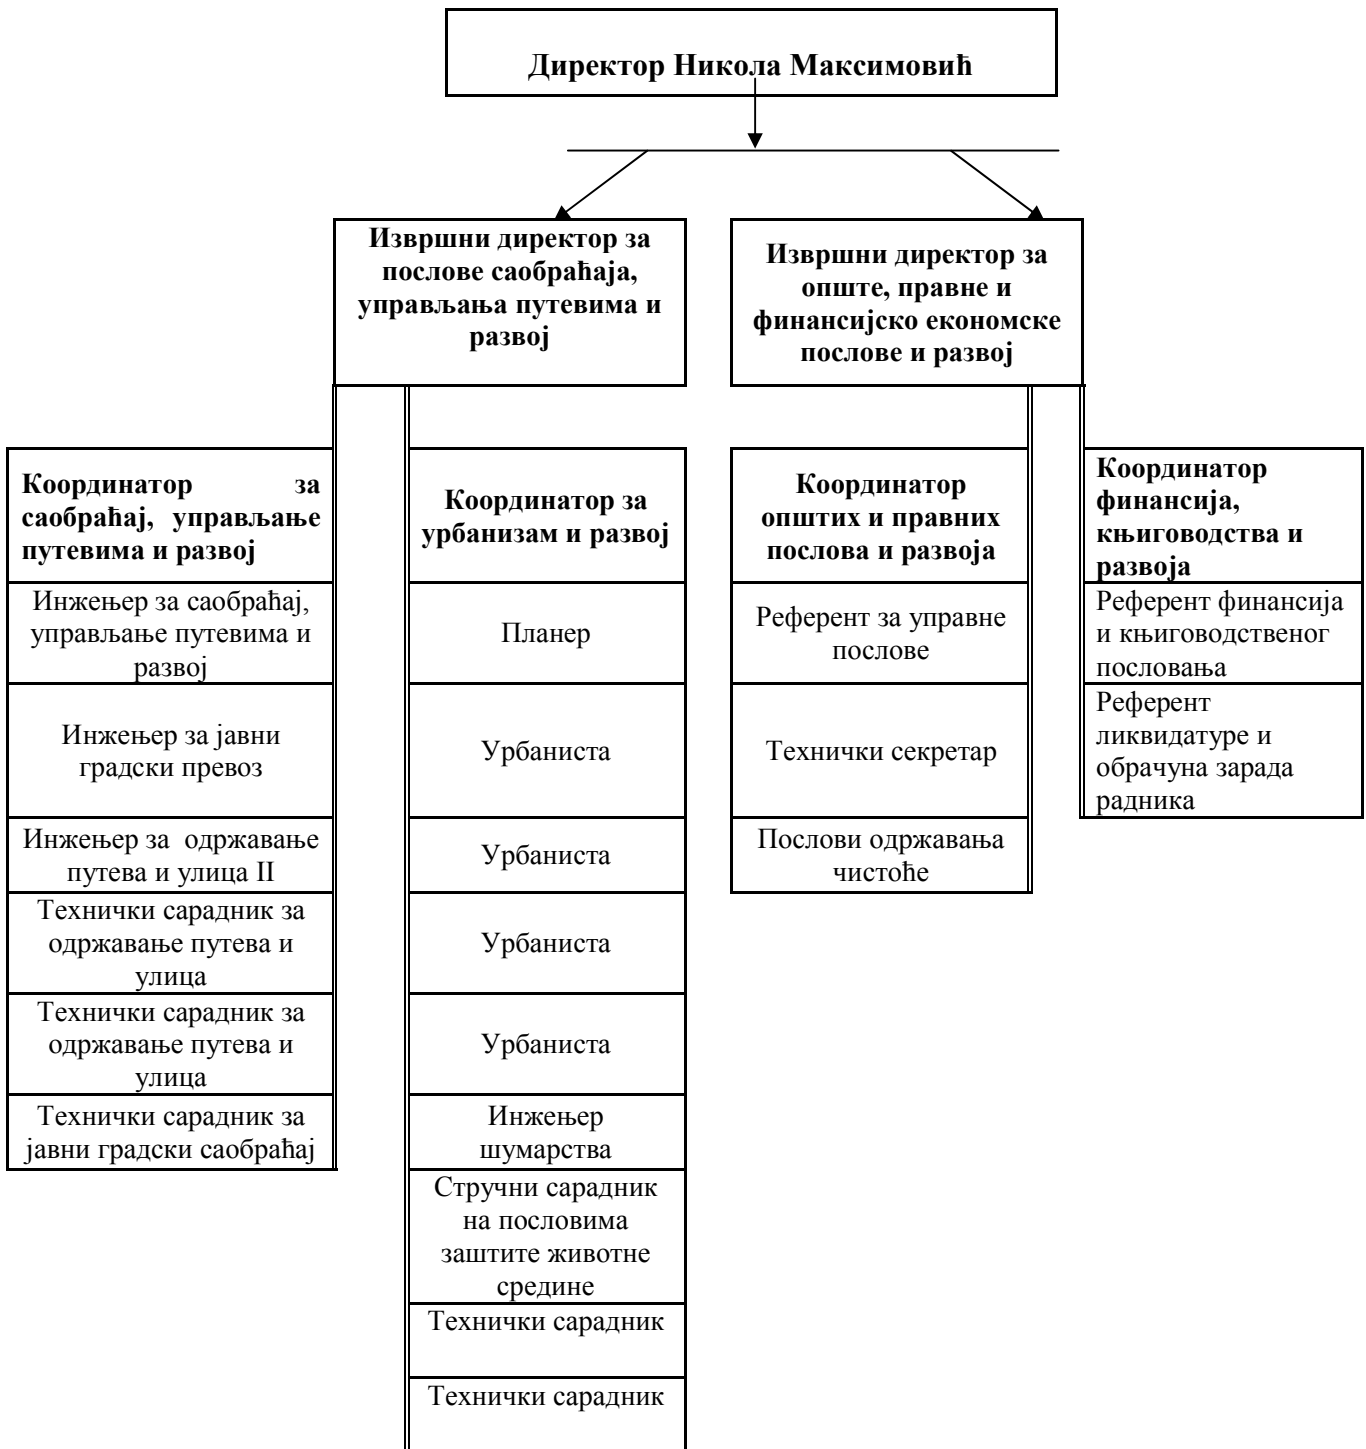 Директор Никола Максимовић
Извршни директор за
послове саобраћаја,
управљања путевима и
развој
Извршни директор за
опште, правне и
финансијско економске
послове и развој
Координатор за
саобраћај, управљање
путевима и развој
Инжењер за саобраћај,
управљање путевима и
развој
Инжењер за јавни
градски превоз
Инжењер за одржавање
путева и улица II
Технички сарадник за
одржавање путева и
улица
Технички сарадник за
одржавање путева и
улица
Технички сарадник за
јавни градски саобраћај
Координатор за
урбанизам и развој
Планер
Урбаниста
Урбаниста
Урбаниста
Урбаниста
Инжењер
шумарства
Стручни сарадник
на пословима
заштите животне
средине
Технички сарадник
Технички сарадник
Координатор
општих и правних
послова и развоја
Референт за управне
послове
Технички секретар
Послови одржавања
чистоће
Координатор
финансија,
књиговодства и
развоја
Референт финансија
и књиговодственог
пословања
Референт
ликвидатуре и
обрачуна зарада
радника